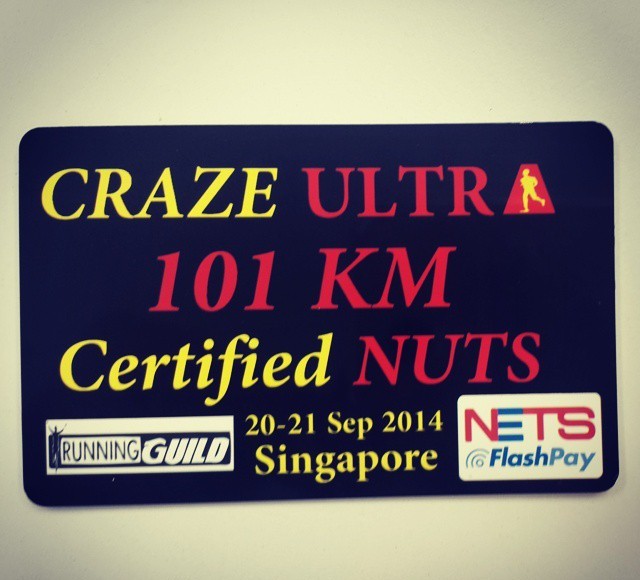 CRAZE ULTRA
101 KM
Certified NUTS
RUNNING GUILD
20-21 Sep 2014
Singapore
NETS
FlashPay